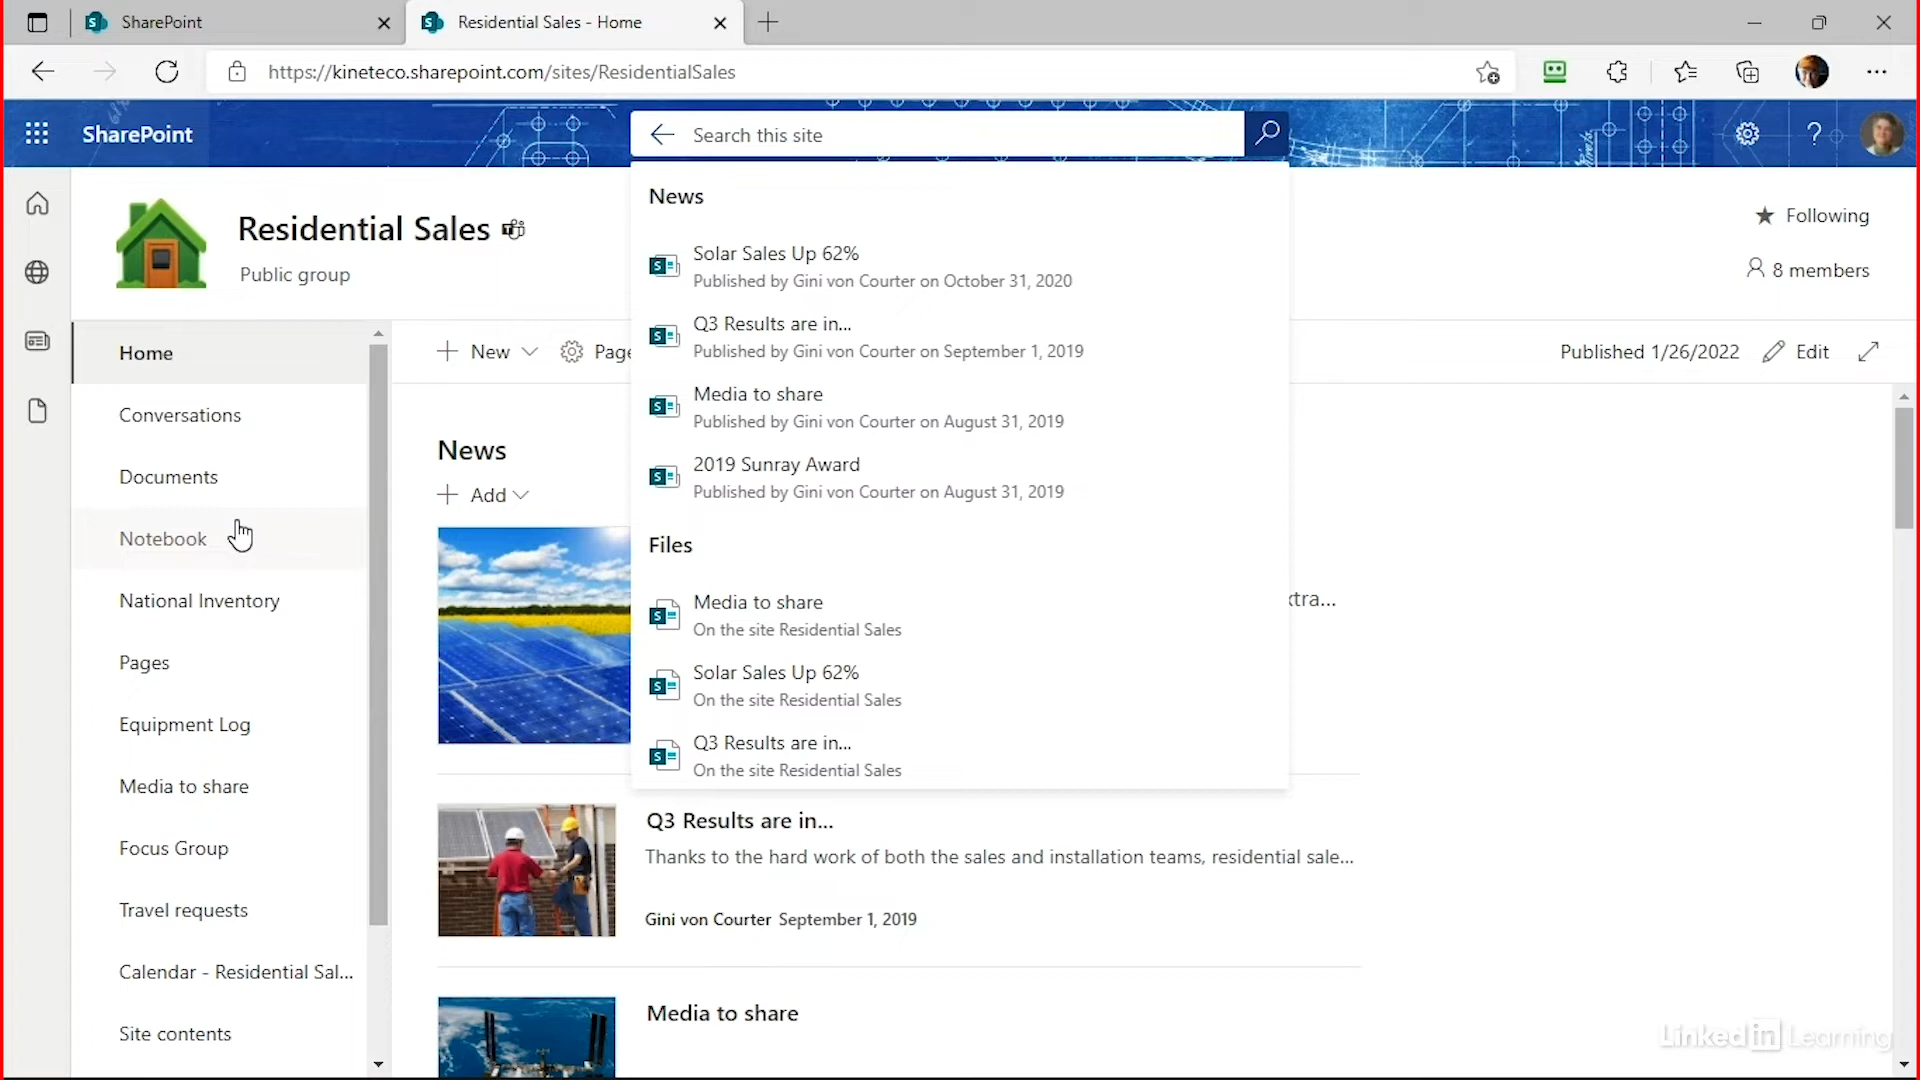 SharePoint
Residential Sales - Home
https://kineteco.sharepoint.com/sites/ResidentialSales
SharePoint
Search this site
Residential Sales
Public group
Following
8 members
News
Solar Sales Up 62%
Published by Gini von Courter on October 31, 2020
Q3 Results are in...
Published by Gini von Courter on September 1, 2019
Media to share
Published by Gini von Courter on August 31, 2019
2019 Sunray Award
Published by Gini von Courter on August 31, 2019
Files
Media to share
On the site Residential Sales
Solar Sales Up 62%
On the site Residential Sales
Q3 Results are in...
On the site Residential Sales
Home
Conversations
Documents
Notebook
National Inventory
Pages
Equipment Log
Media to share
Focus Group
Travel requests
Calendar - Residential Sal...
Site contents
New
Page
Published 1/26/2022
Edit
News
Add
xtra...
Q3 Results are in...
Thanks to the hard work of both the sales and installation teams, residential sale...
Gini von Courter September 1, 2019
Media to share
LinkedIn Learning